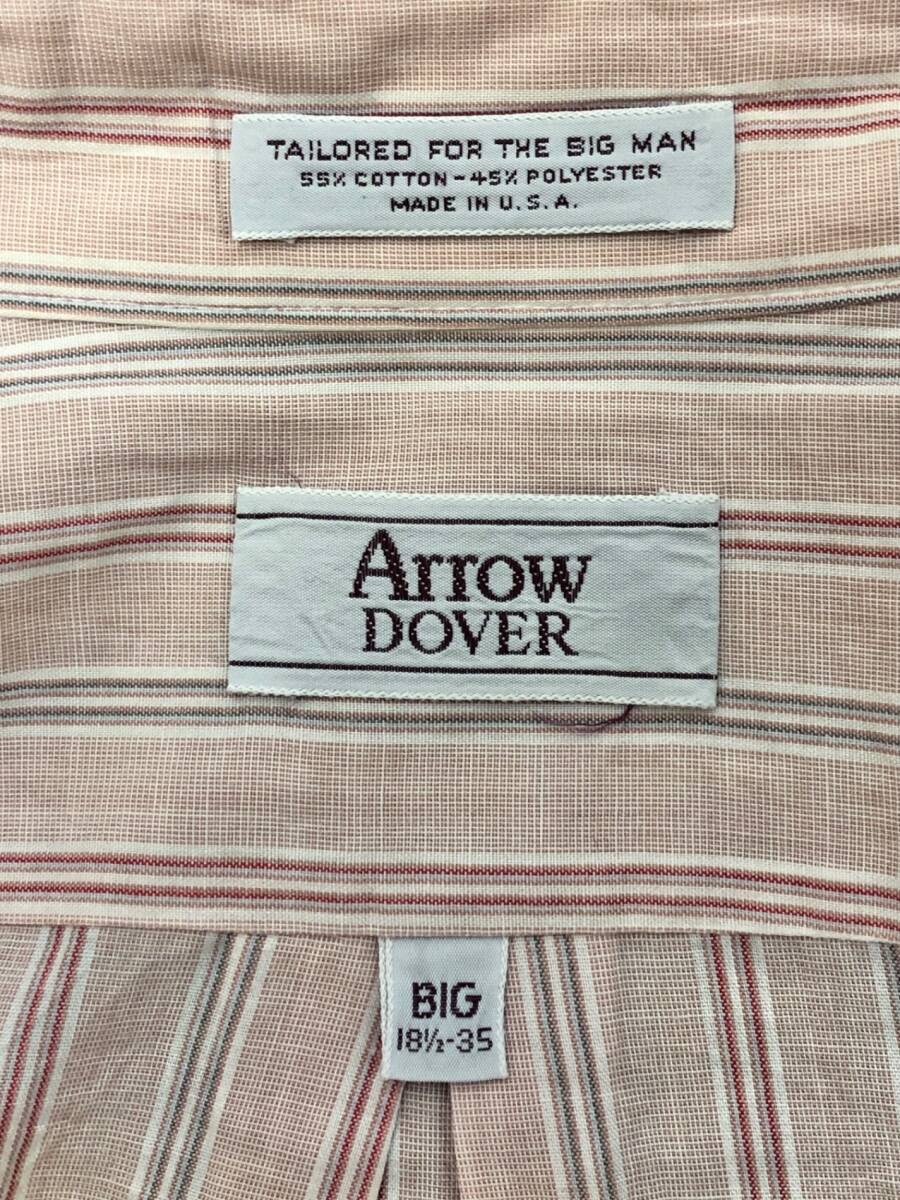 TAILORED FOR THE BIG MAN
55% COTTON-45% POLYESTER
MADE IN U.S.A.
Arrow
DOVER
BIG
18½-35